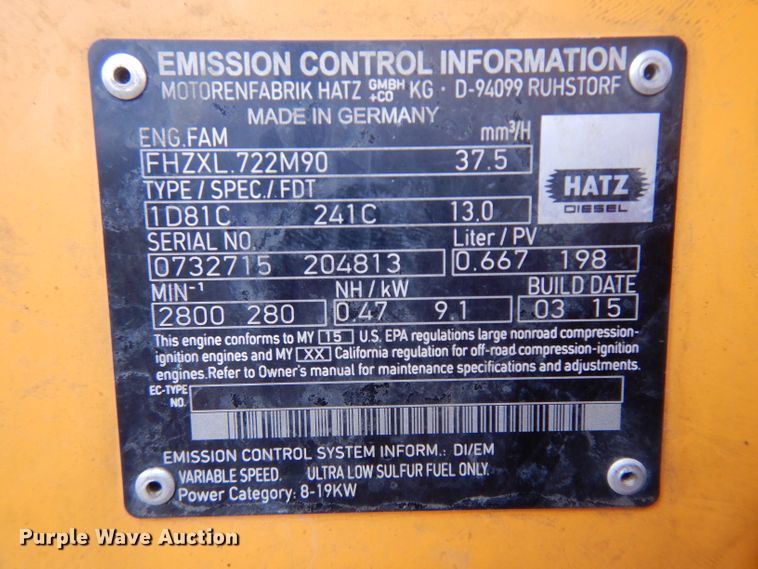 EMISSION CONTROL INFORMATION
MOTORENFABRIK HATZ GMBH +CO KG · D-94099 RUHSTORF
MADE IN GERMANY
ENG.FAM mm³/H
FHZXL.722M90 37.5
TYPE / SPEC./ FDT
1D81C 241C 13.0
HATZ
DIESEL
SERIAL NO. Liter / PV
0732715 204813 0.667 198
MIN⁻¹ NH / kW BUILD DATE
2800 280 0.47 9.1 03 15
This engine conforms to MY 15 U.S. EPA regulations large nonroad compression-
ignition engines and MY XX California regulation for off-road compression-ignition
engines.Refer to Owner's manual for maintenance specifications and adjustments.
EC-TYPE
NO.
EMISSION CONTROL SYSTEM INFORM.: DI/EM
VARIABLE SPEED. ULTRA LOW SULFUR FUEL ONLY.
Power Category: 8-19KW
Purple Wave Auction